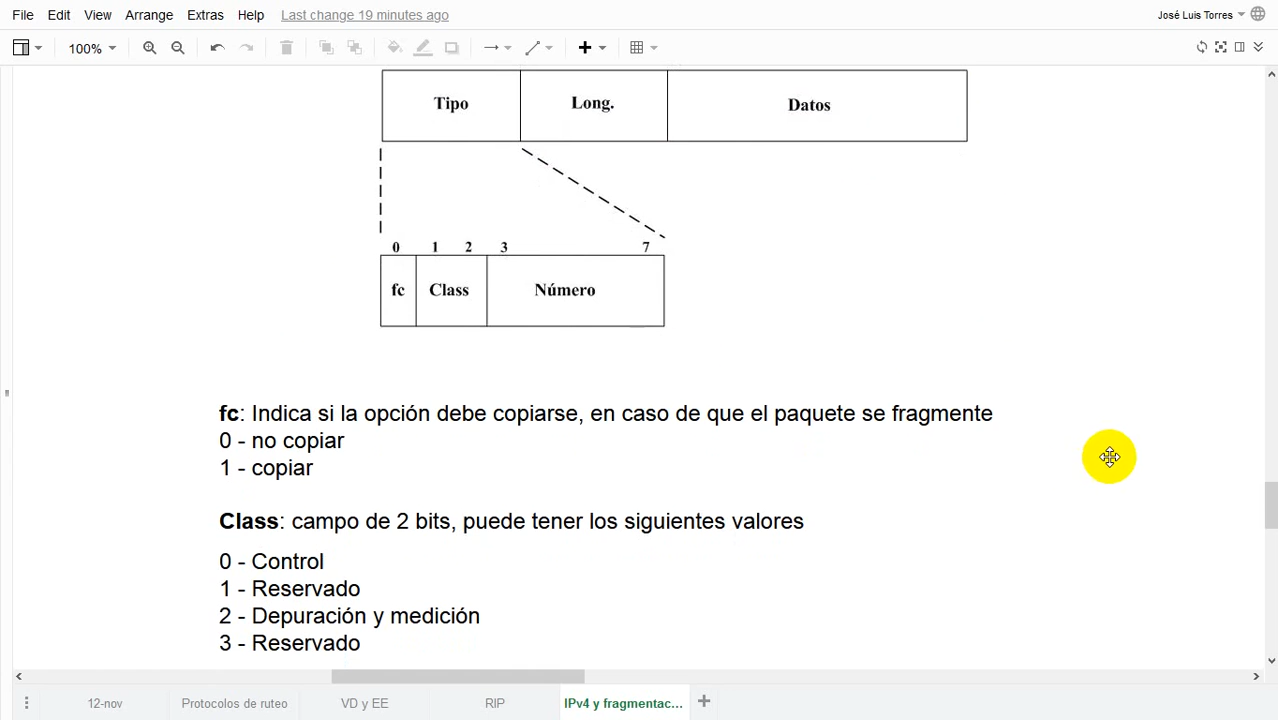 File Edit View Arrange Extras Help Last change 19 minutes ago José Luis Torres
100%
Tipo Long. Datos
0 1 2 3 7
fc Class Número
fc: Indica si la opción debe copiarse, en caso de que el paquete se fragmente
0 - no copiar
1 - copiar
Class: campo de 2 bits, puede tener los siguientes valores
0 - Control
1 - Reservado
2 - Depuración y medición
3 - Reservado
12-nov Protocolos de ruteo VD y EE RIP IPv4 y fragmentac...